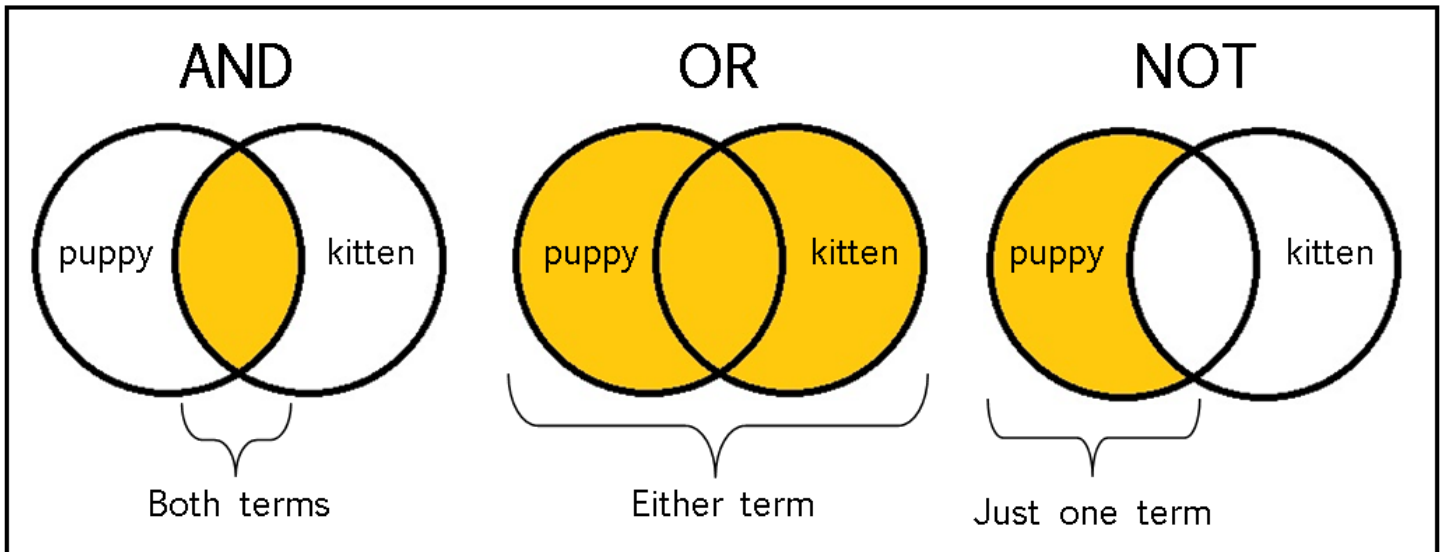 AND
puppy
kitten
Both terms
OR
puppy
kitten
Either term
NOT
puppy
kitten
Just one term